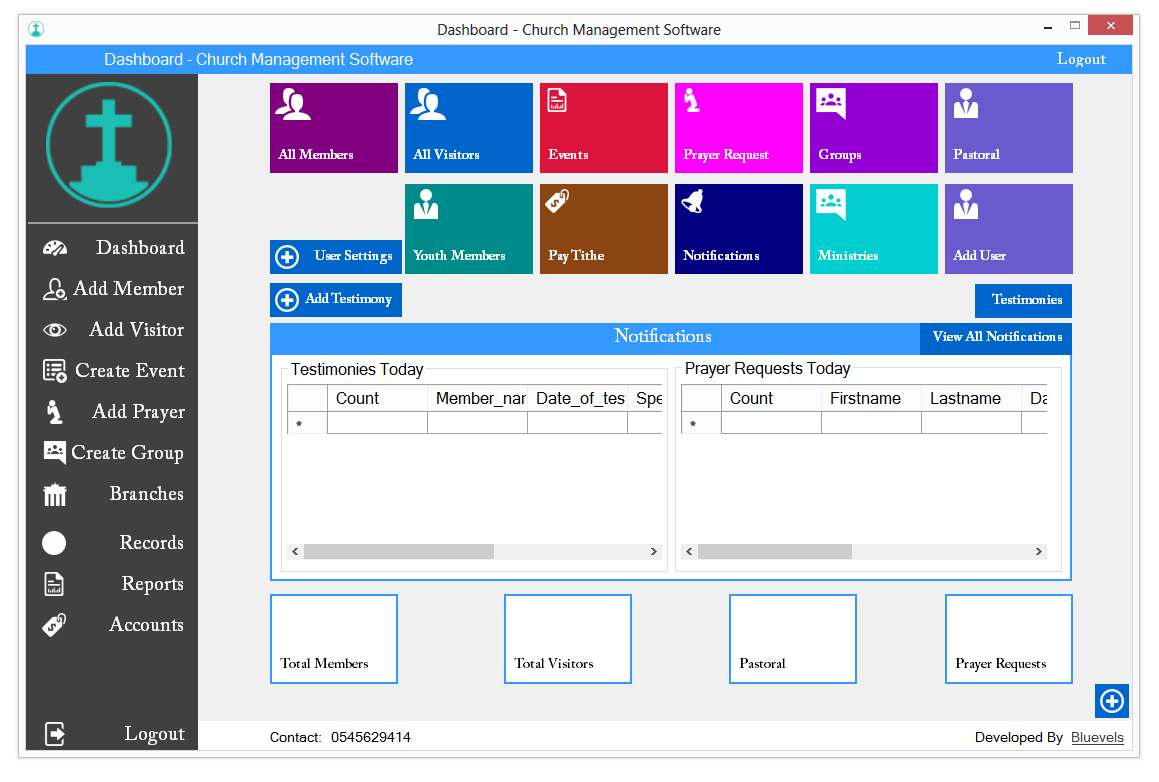 Dashboard - Church Management Software
Dashboard - Church Management Software
Logout
All Members
All Visitors
Events
Prayer Request
Groups
Pastoral
User Settings
Youth Members
Pay Tithe
Notifications
Ministries
Add User
Add Testimony
Testimonies
Dashboard
Add Member
Add Visitor
Create Event
Add Prayer
Create Group
Branches
Records
Reports
Accounts
Logout
Notifications
View All Notifications
Testimonies Today
Count Member_nar Date_of_tes Spe
*
Prayer Requests Today
Count Firstname Lastname Da
*
Total Members
Total Visitors
Pastoral
Prayer Requests
Contact: 0545629414
Developed By Bluevels